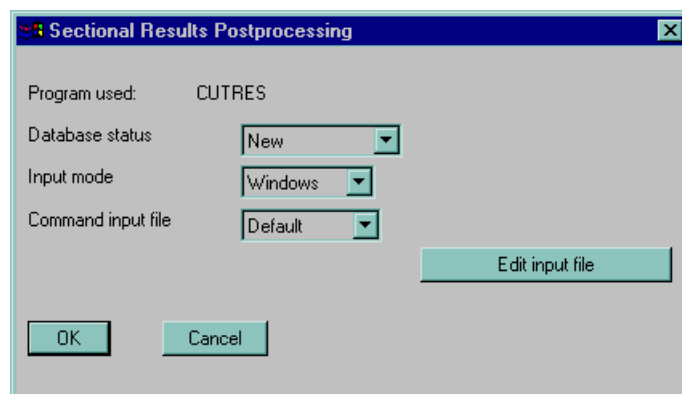 Sectional Results Postprocessing
Program used: CUTRES
Database status New
Input mode Windows
Command input file Default
Edit input file
OK Cancel